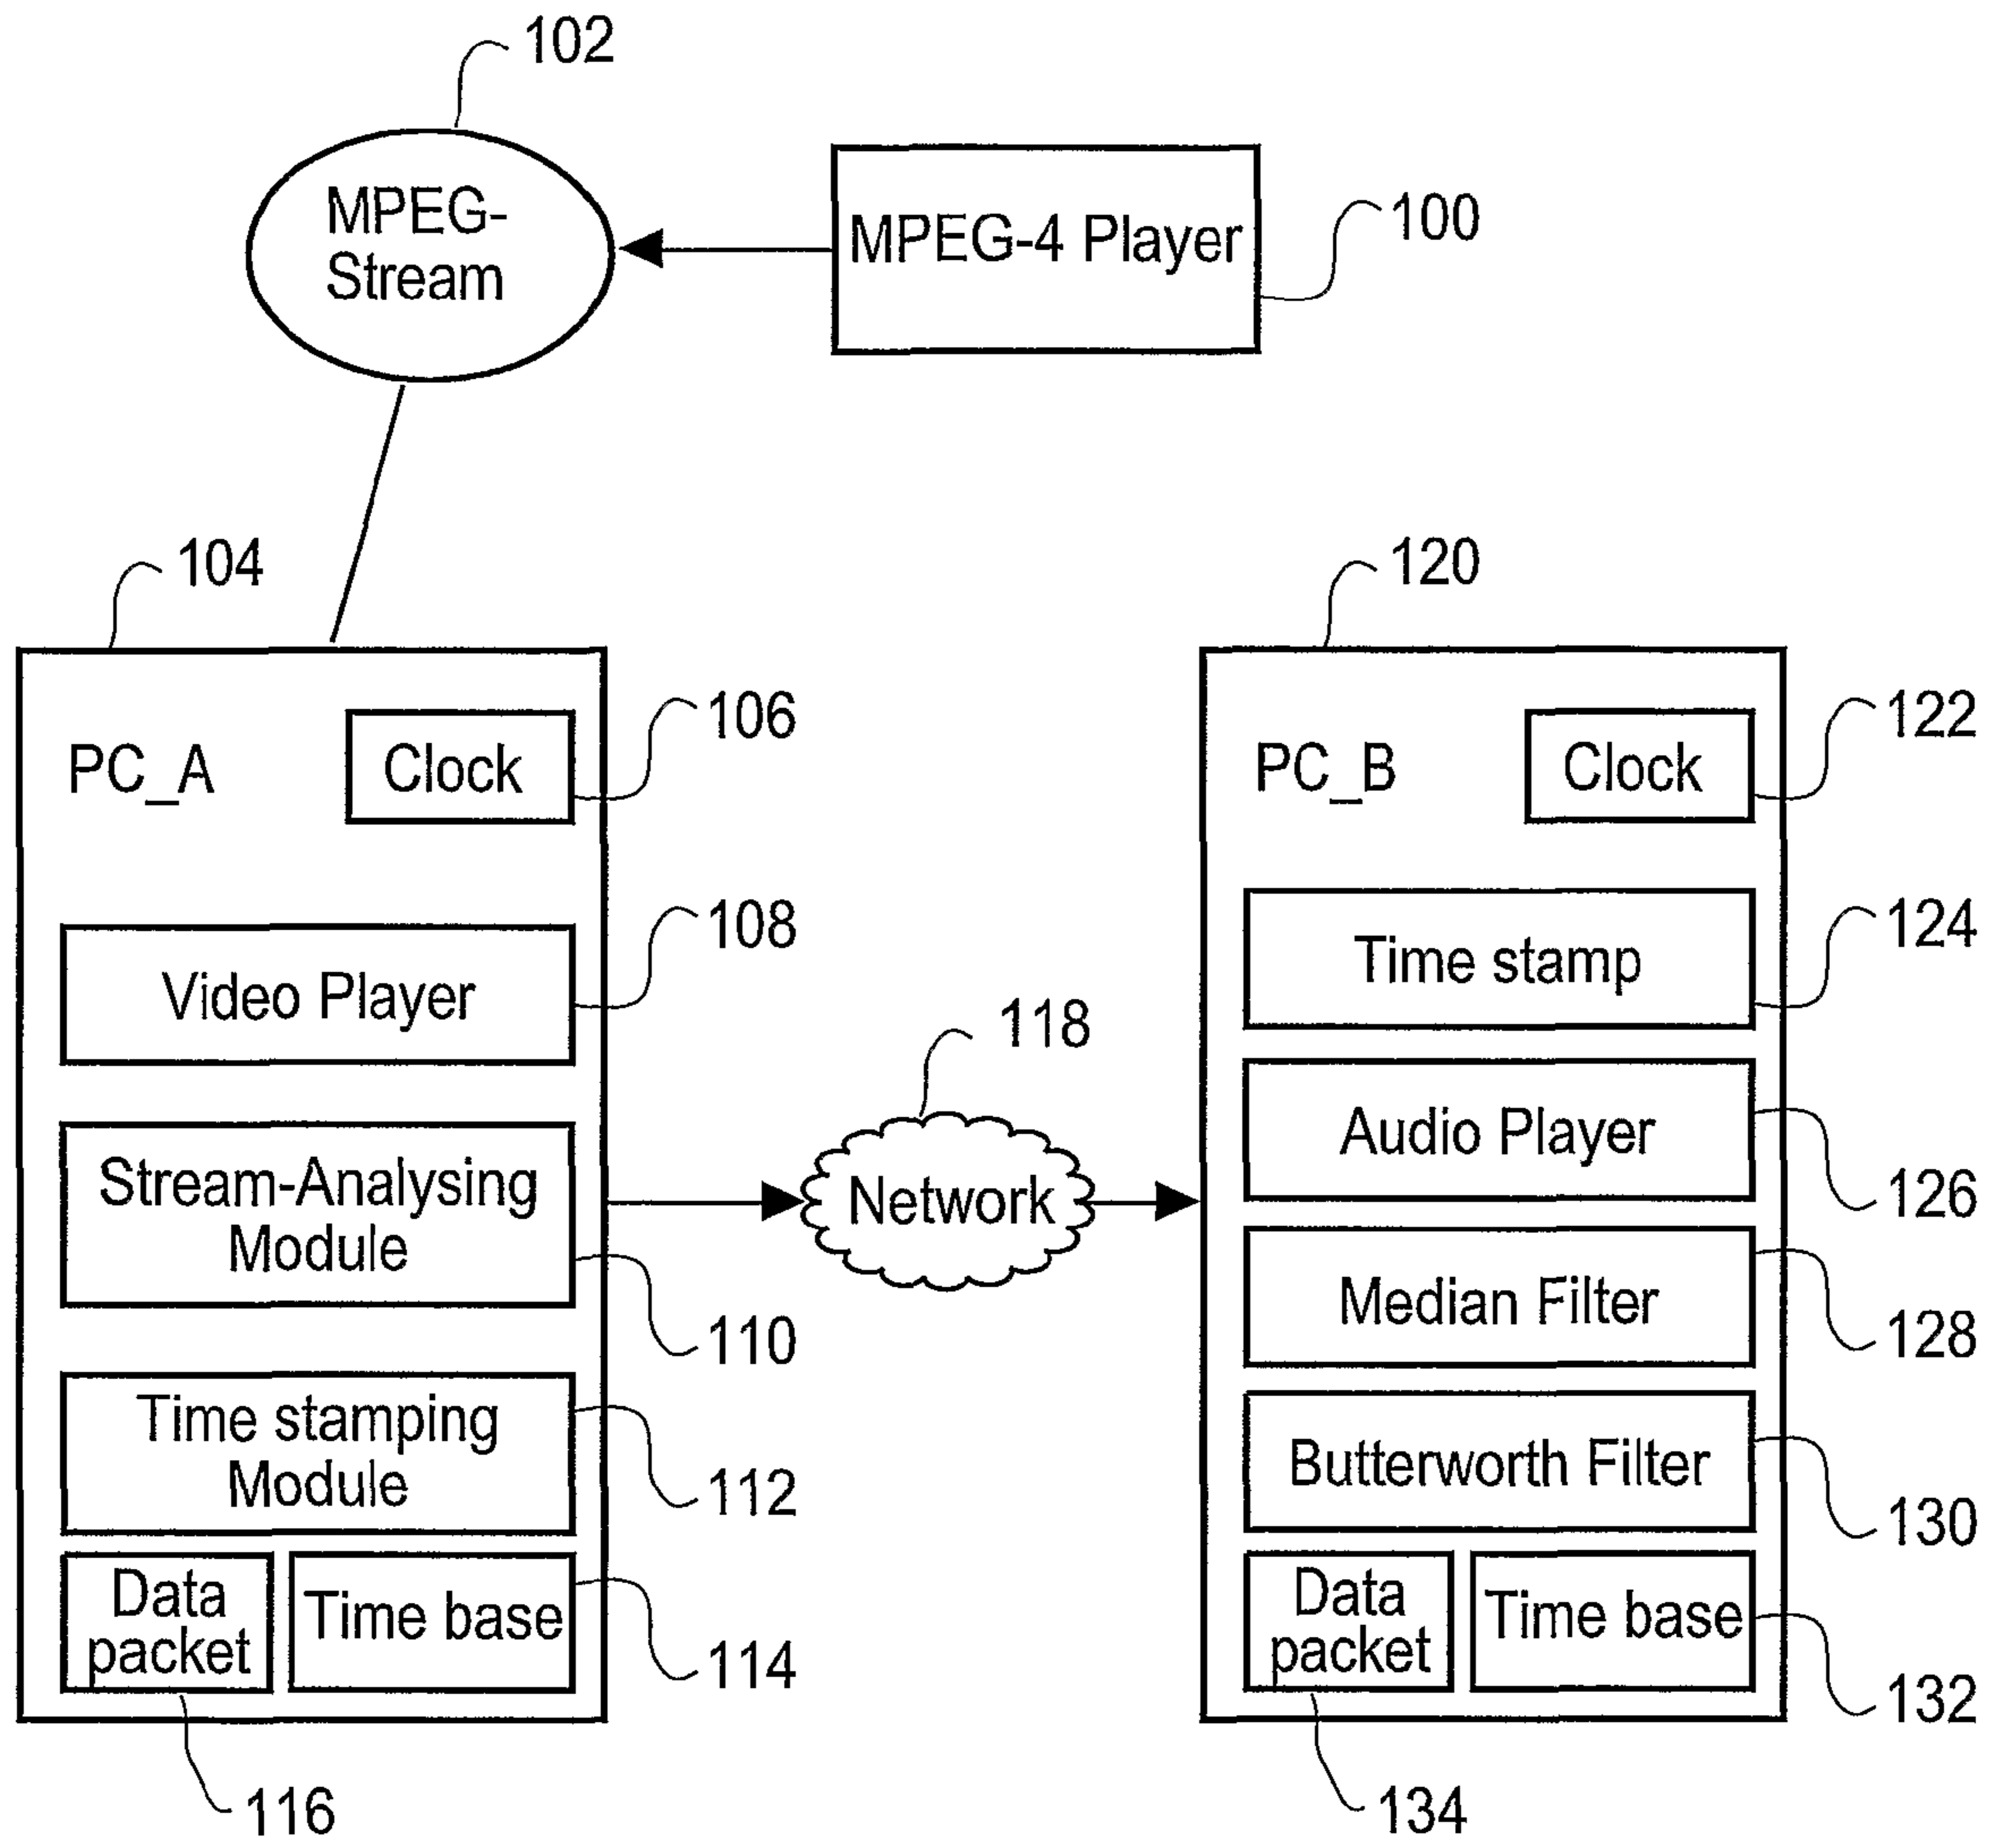 102
MPEG-
Stream
MPEG-4 Player
100
104
PC_A
Clock
106
Video Player
108
Stream-Analysing
Module
110
Time stamping
Module
112
Data
packet
Time base
114
116
118
Network
120
PC_B
Clock
122
Time stamp
124
Audio Player
126
Median Filter
128
Butterworth Filter
130
Data
packet
Time base
132
134